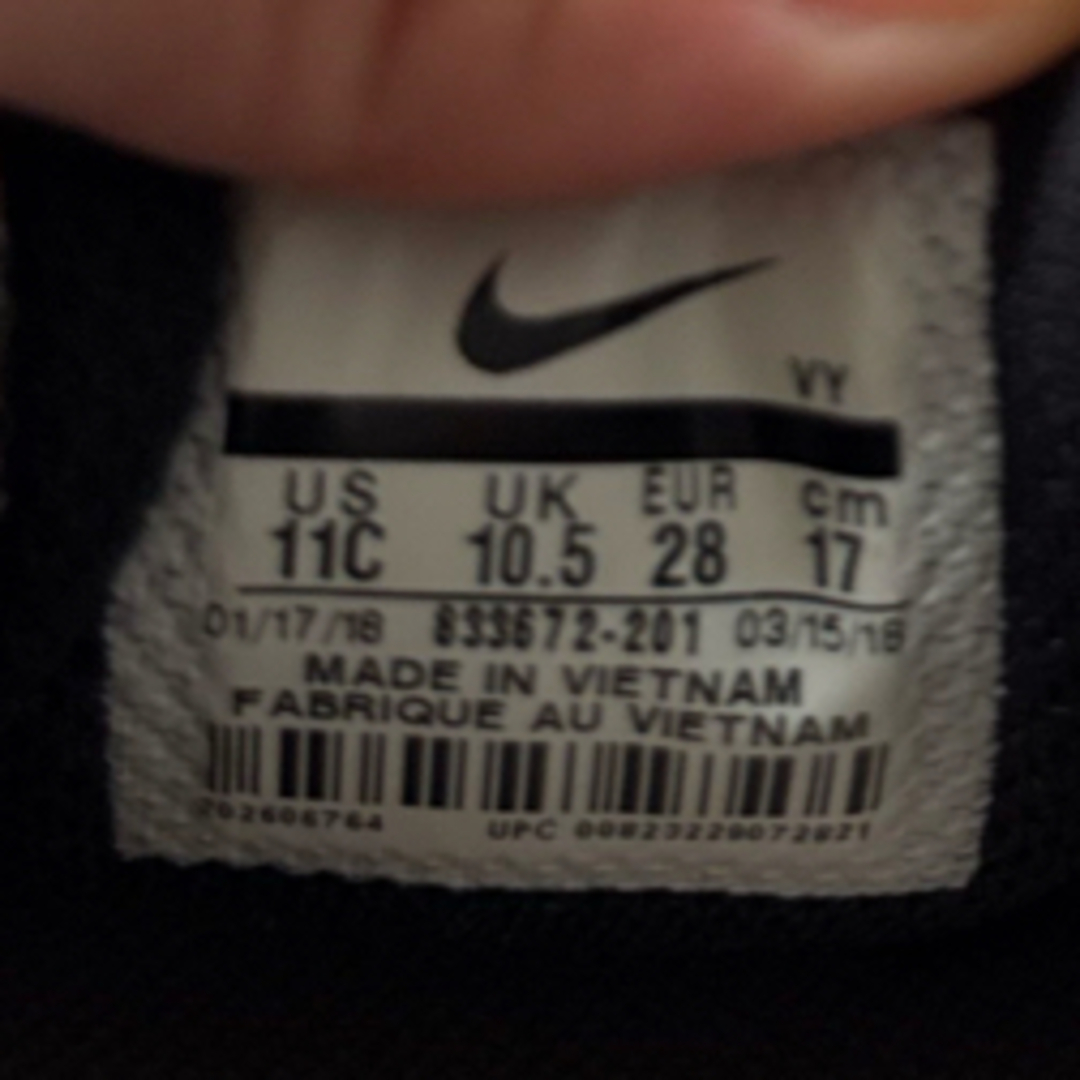 VY
US UK EUR cm
11C 10.5 28 17
01/17/18 833672-201 03/15/18
MADE IN VIETNAM
FABRIQUE AU VIETNAM
UPC